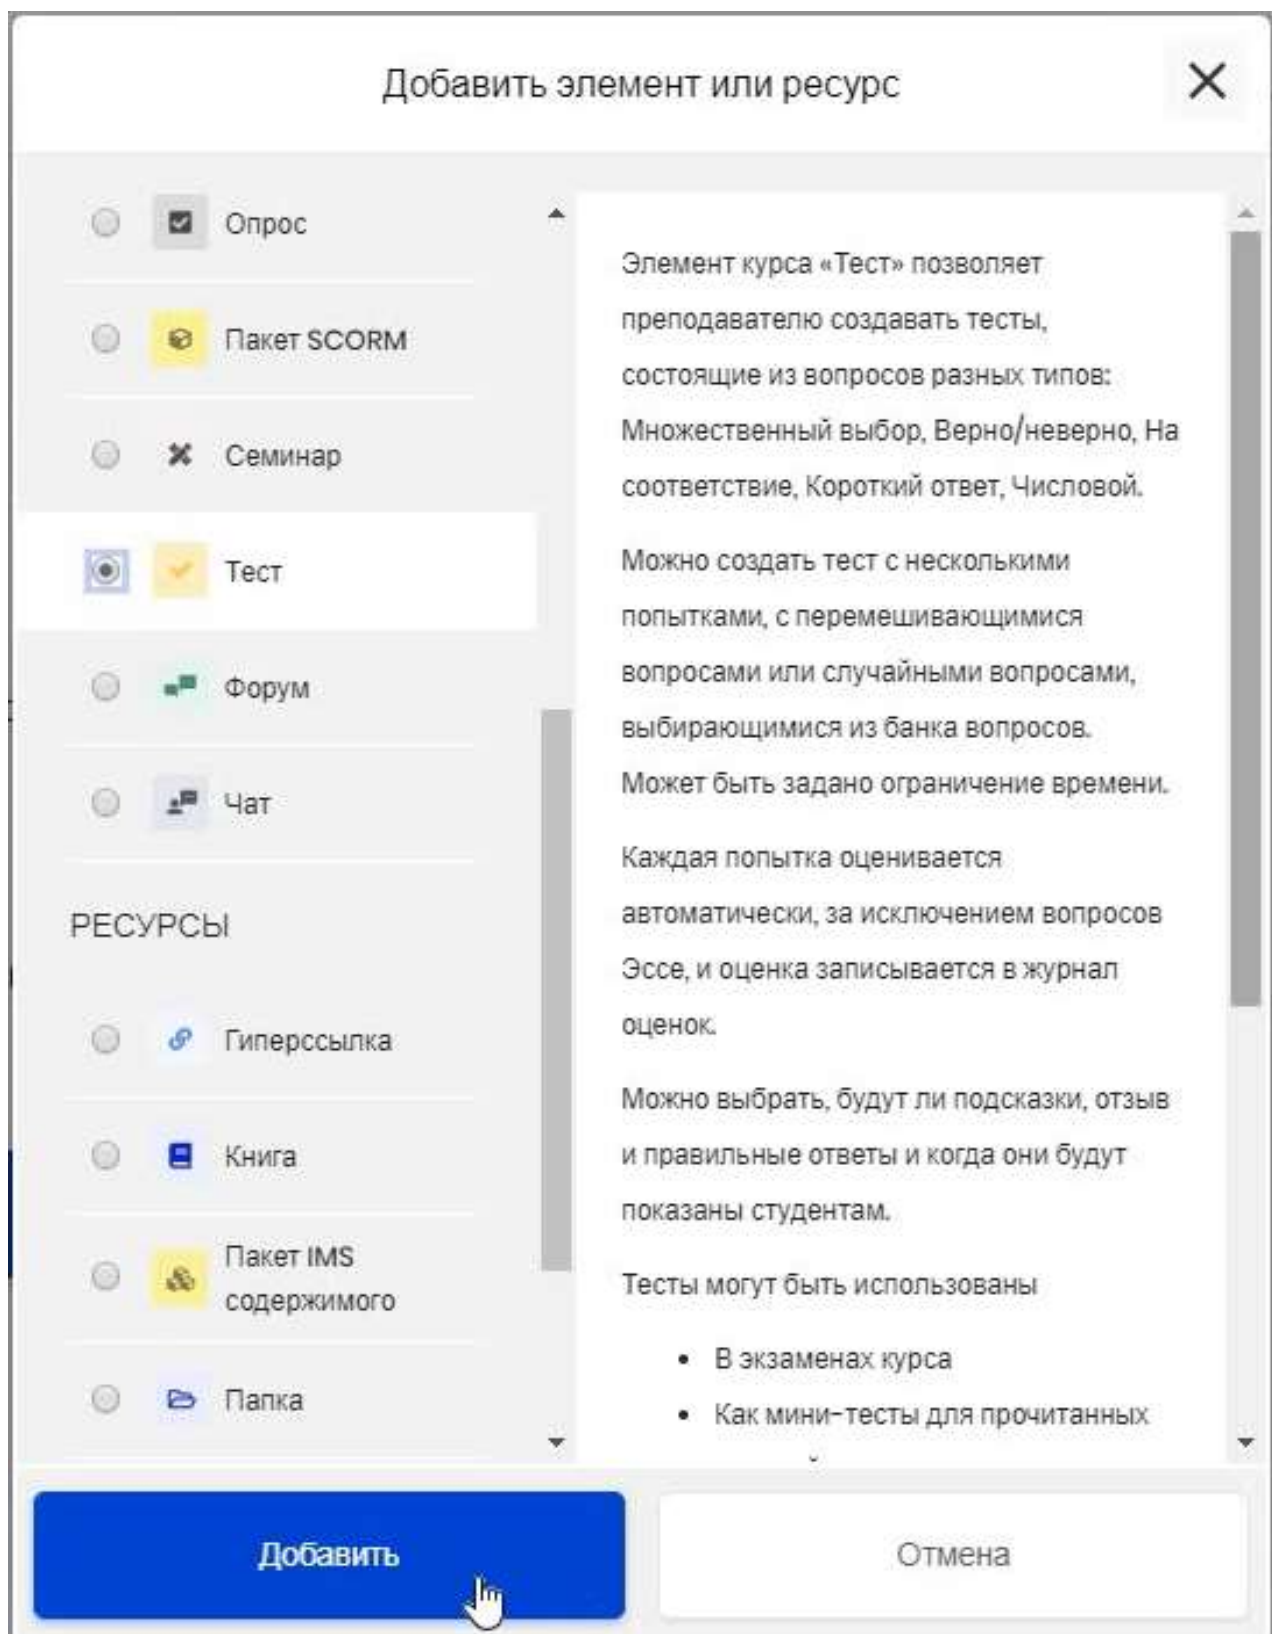 Добавить элемент или ресурс
Опрос
Пакет SCORM
Семинар
Тест
Форум
Чат
РЕСУРСЫ
Гиперссылка
Книга
Пакет IMS
содержимого
Папка
Элемент курса «Тест» позволяет
преподавателю создавать тесты,
состоящие из вопросов разных типов:
Множественный выбор, Верно/неверно, На
соответствие, Короткий ответ, Числовой.
Можно создать тест с несколькими
попытками, с перемешивающимися
вопросами или случайными вопросами,
выбирающимися из банка вопросов.
Может быть задано ограничение времени.
Каждая попытка оценивается
автоматически, за исключением вопросов
Эссе, и оценка записывается в журнал
оценок.
Можно выбрать, будут ли подсказки, отзыв
и правильные ответы и когда они будут
показаны студентам.
Тесты могут быть использованы
• В экзаменах курса
• Как мини-тесты для прочитанных
Добавить
Отмена